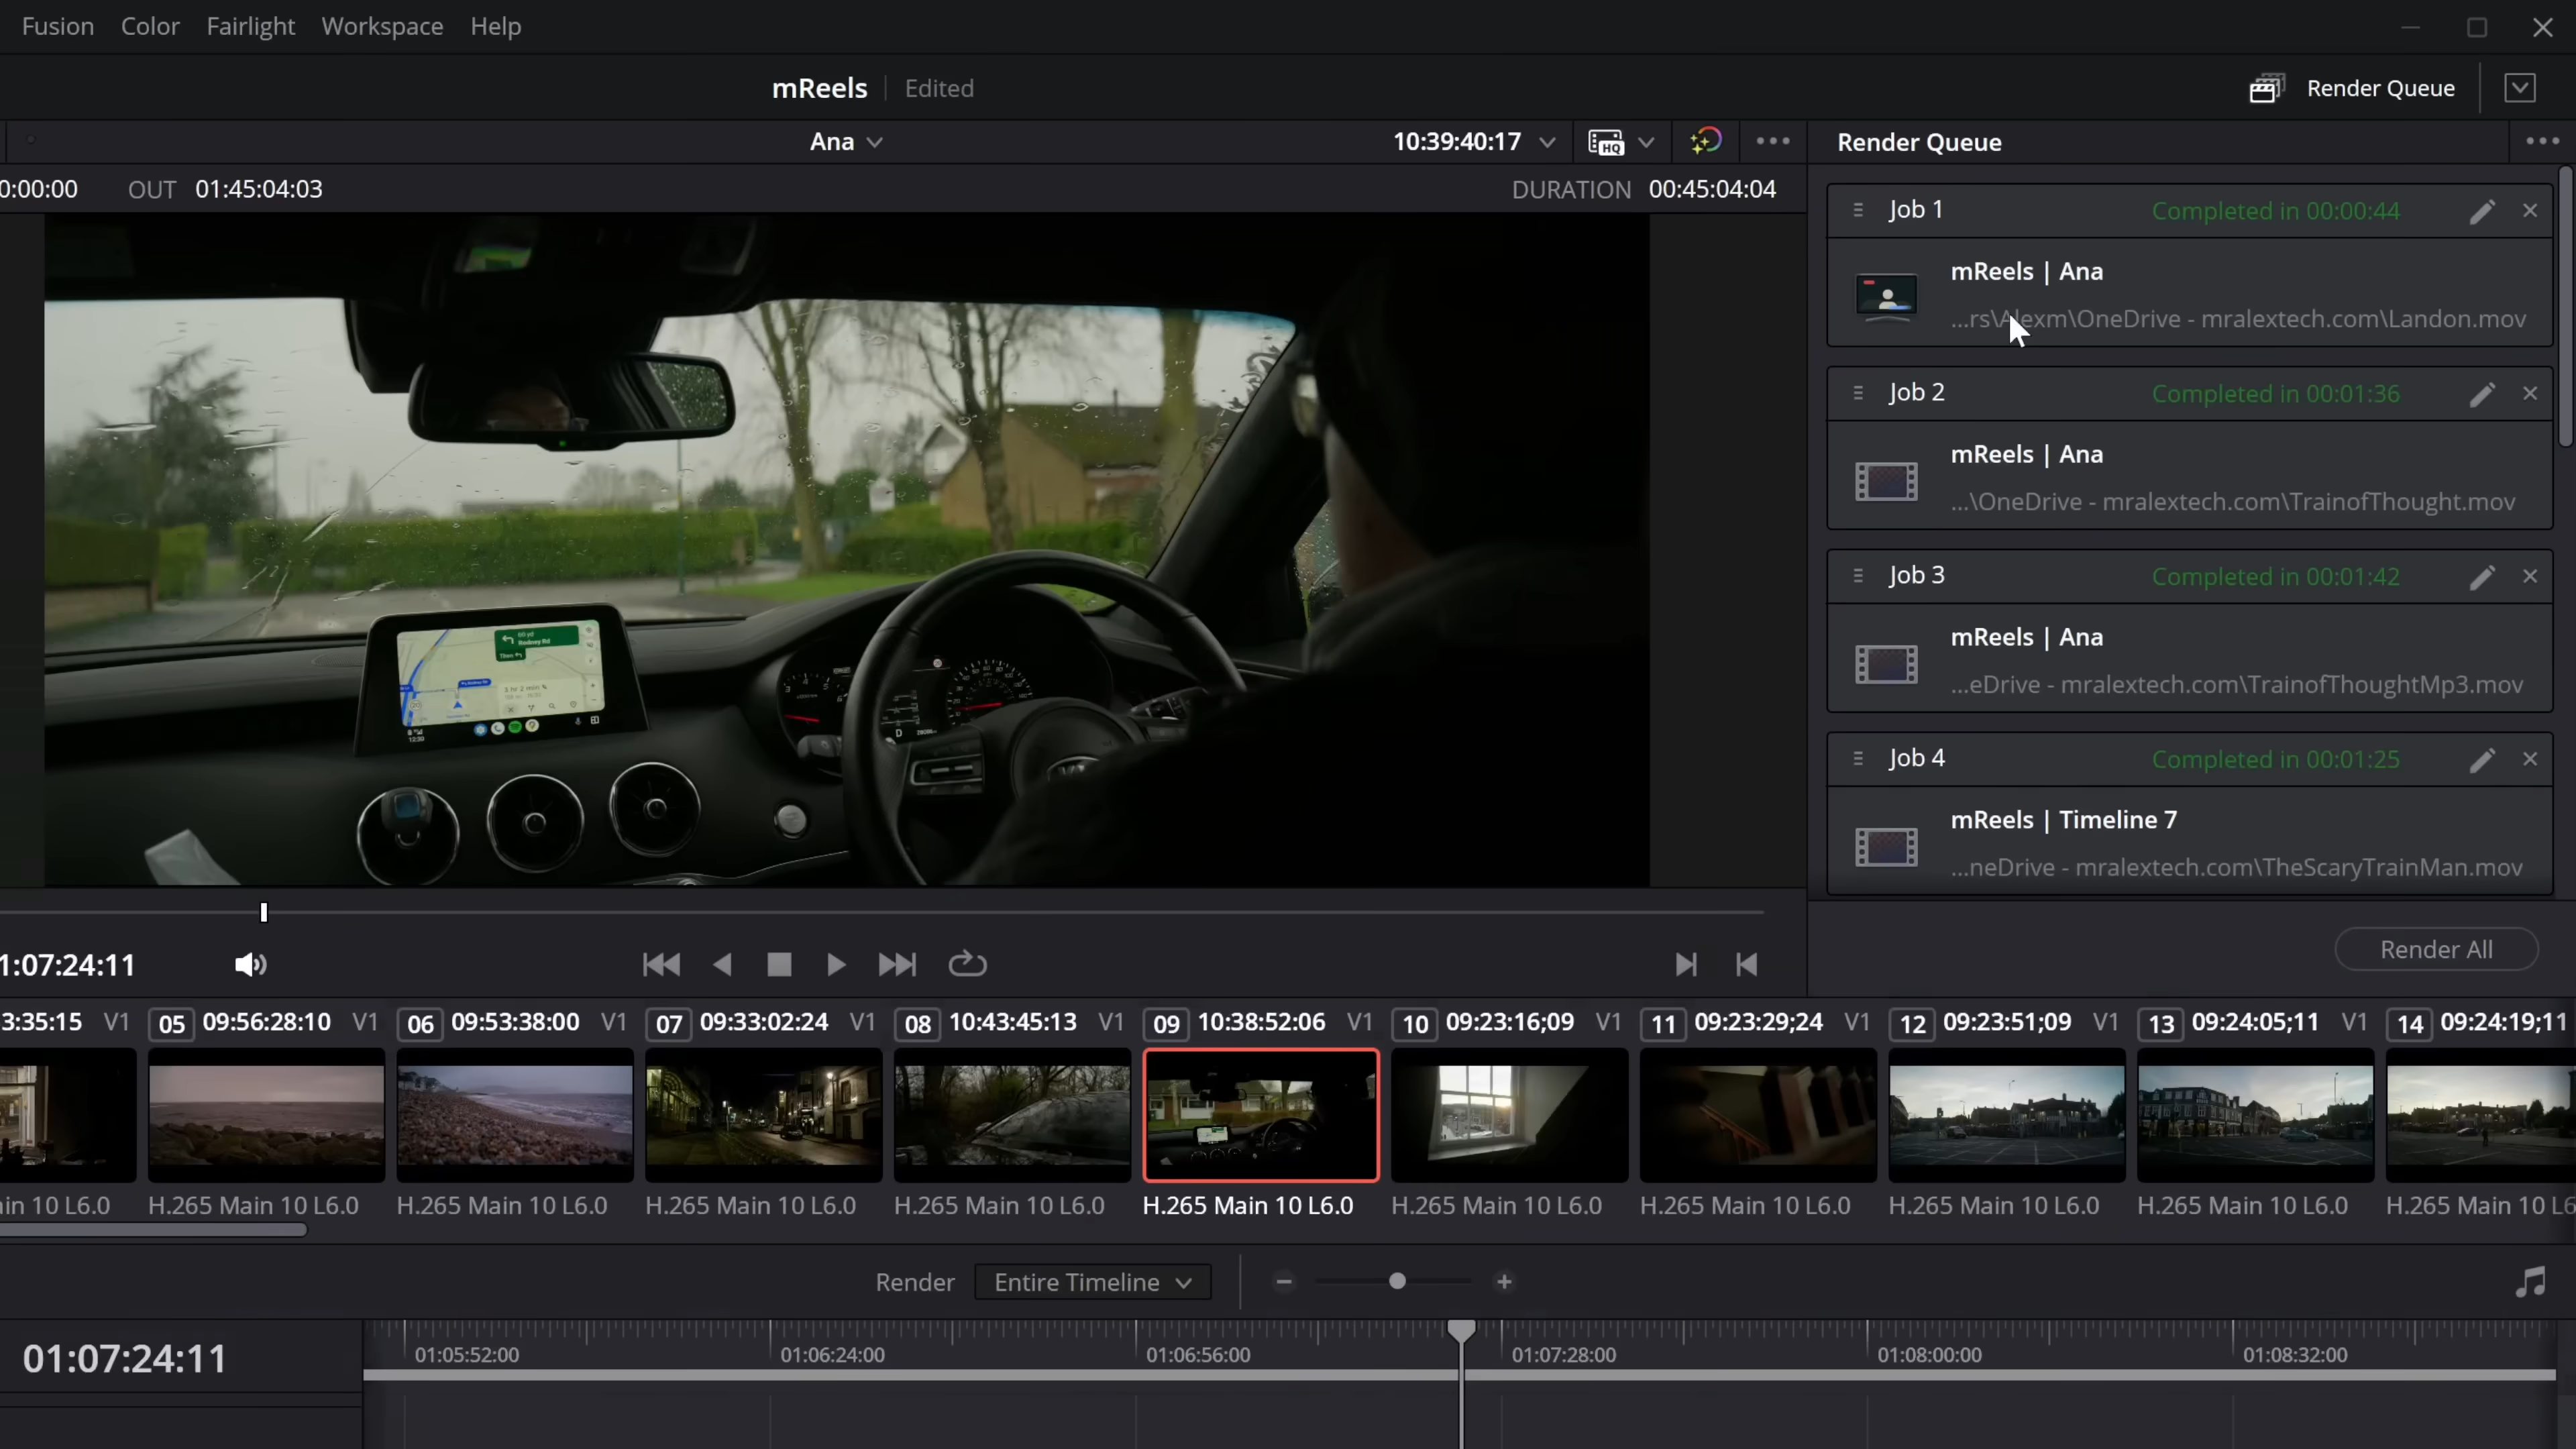 Fusion Color Fairlight Workspace Help
mReels Edited
Render Queue
Ana
10:39:40:17
HQ
Render Queue
0:00:00 OUT 01:45:04:03
DURATION 00:45:04:04
Job 1 Completed in 00:00:44
mReels | Ana
...rs\Alexm\OneDrive - mralextech.com\Landon.mov
Job 2 Completed in 00:01:36
mReels | Ana
...\OneDrive - mralextech.com\TrainofThought.mov
Job 3 Completed in 00:01:42
mReels | Ana
...eDrive - mralextech.com\TrainofThoughtMp3.mov
Job 4 Completed in 00:01:25
mReels | Timeline 7
...neDrive - mralextech.com\TheScaryTrainMan.mov
Rodney Rd
3 hr 2 min
12:30
D
1:07:24:11
Render All
3:35:15 V1 05 09:56:28:10 V1 06 09:53:38:00 V1 07 09:33:02:24 V1 08 10:43:45:13 V1 09 10:38:52:06 V1 10 09:23:16;09 V1 11 09:23:29;24 V1 12 09:23:51;09 V1 13 09:24:05;11 V1 14 09:24:19;11
in 10 L6.0 H.265 Main 10 L6.0 H.265 Main 10 L6.0 H.265 Main 10 L6.0 H.265 Main 10 L6.0 H.265 Main 10 L6.0 H.265 Main 10 L6.0 H.265 Main 10 L6.0 H.265 Main 10 L6.0 H.265 Main 10 L6.0 H.265 Main 10 L6
Render Entire Timeline
01:07:24:11
01:05:52:00 01:06:24:00 01:06:56:00 01:07:28:00 01:08:00:00 01:08:32:00